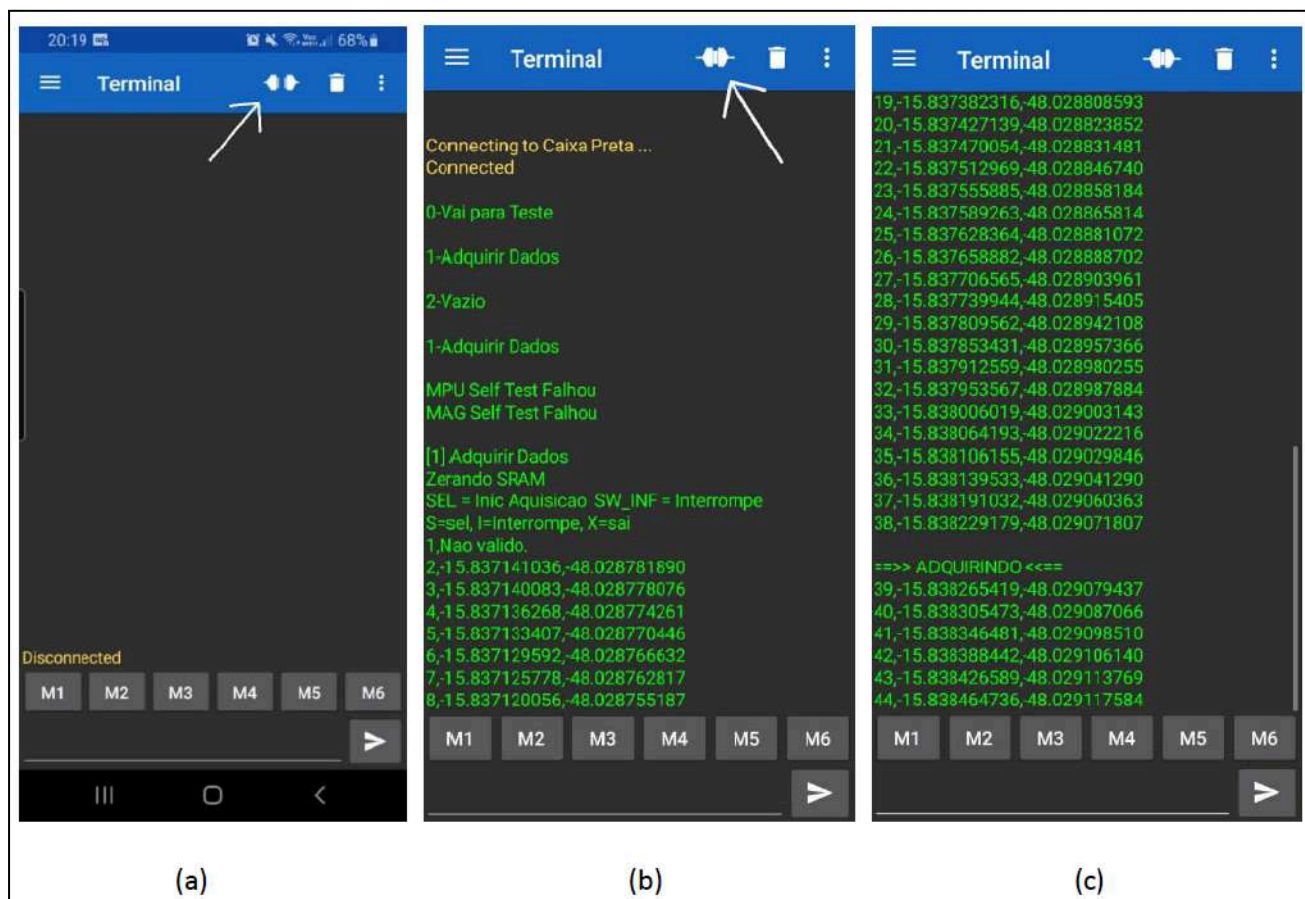 20:19
68%
Terminal
Disconnected
M1 M2 M3 M4 M5 M6
(a)
Terminal
Connecting to Caixa Preta ...
Connected
0-Vai para Teste
1-Adquirir Dados
2-Vazio
1-Adquirir Dados
MPU Self Test Falhou
MAG Self Test Falhou
[1] Adquirir Dados
Zerando SRAM
SEL = Inic Aquisicao SW_INF = Interrompe
S=sel, I=Interrompe, X=sai
1,Nao valido.
2,-15.837141036,-48.028781890
3,-15.837140083,-48.028778076
4,-15.837136268,-48.028774261
5,-15.837133407,-48.028770446
6,-15.837129592,-48.028766632
7,-15.837125778,-48.028762817
8,-15.837120056,-48.028755187
M1 M2 M3 M4 M5 M6
(b)
Terminal
19,-15.837382316,-48.028808593
20,-15.837427139,-48.028823852
21,-15.837470054,-48.028831481
22,-15.837512969,-48.028846740
23,-15.837555885,-48.028858184
24,-15.837589263,-48.028865814
25,-15.837628364,-48.028881072
26,-15.837658882,-48.028888702
27,-15.837706565,-48.028903961
28,-15.837739944,-48.028915405
29,-15.837809562,-48.028942108
30,-15.837853431,-48.028957366
31,-15.837912559,-48.028980255
32,-15.837953567,-48.028987884
33,-15.838006019,-48.029003143
34,-15.838064193,-48.029022216
35,-15.838106155,-48.029029846
36,-15.838139533,-48.029041290
37,-15.838191032,-48.029060363
38,-15.838229179,-48.029071807
==>> ADQUIRINDO <<==
39,-15.838265419,-48.029079437
40,-15.838305473,-48.029087066
41,-15.838346481,-48.029098510
42,-15.838388442,-48.029106140
43,-15.838426589,-48.029113769
44,-15.838464736,-48.029117584
M1 M2 M3 M4 M5 M6
(c)